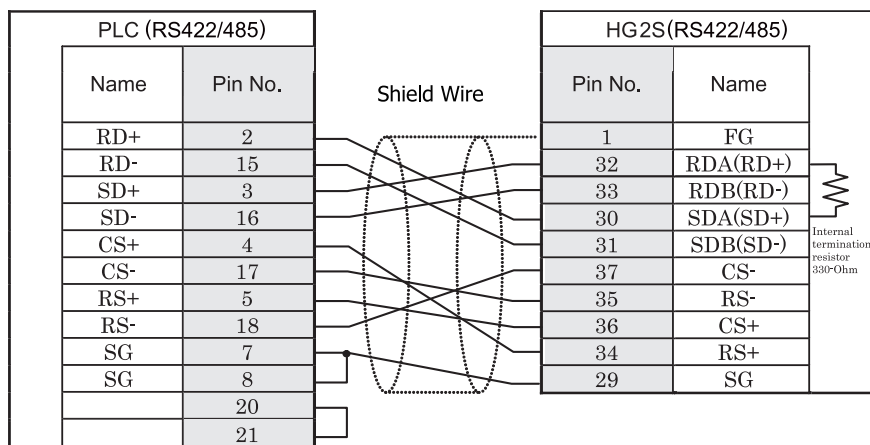 PLC (RS422/485)
Name Pin No.
RD+ 2
RD- 15
SD+ 3
SD- 16
CS+ 4
CS- 17
RS+ 5
RS- 18
SG 7
SG 8
20
21
Shield Wire
HG2S(RS422/485)
Pin No. Name
1 FG
32 RDA(RD+)
33 RDB(RD-)
30 SDA(SD+)
31 SDB(SD-)
37 CS-
35 RS-
36 CS+
34 RS+
29 SG
Internal
termination
resistor
330-Ohm